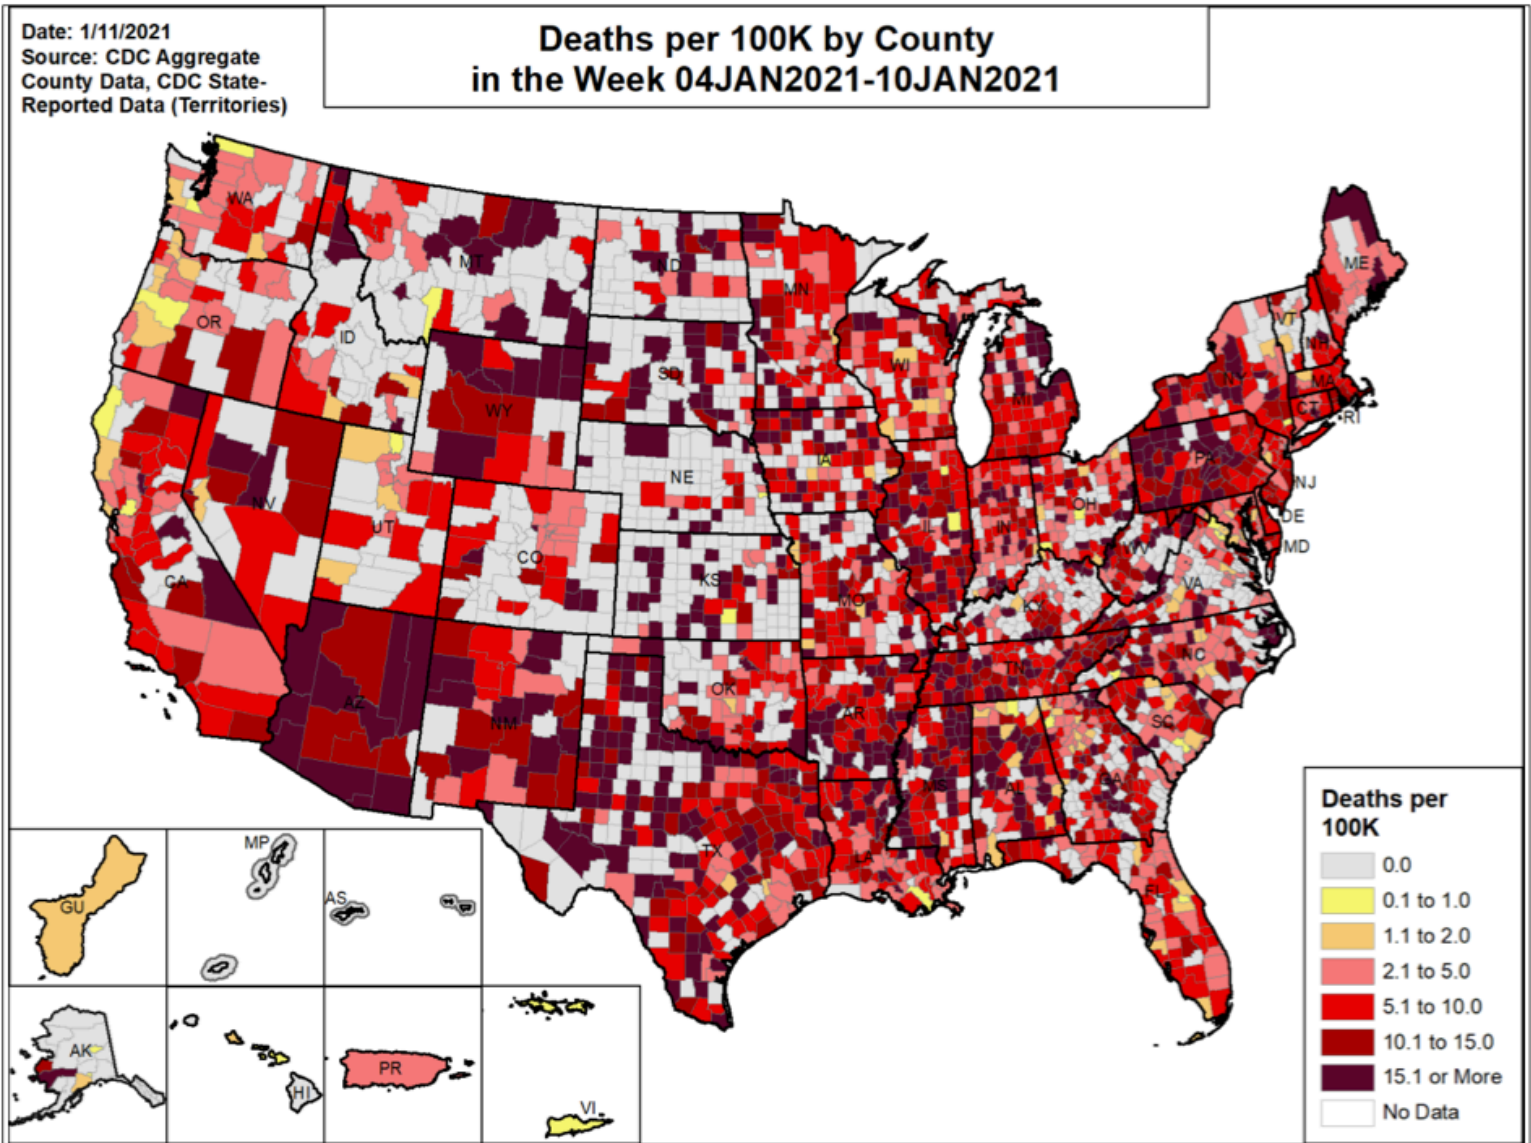 Date: 1/11/2021
Source: CDC Aggregate
County Data, CDC State-
Reported Data (Territories)
Deaths per 100K by County
in the Week 04JAN2021-10JAN2021
WA
MT
ND
MN
ME
OR
ID
SD
WI
VT
NH
WY
MI
NY
MA
CT
RI
NE
IA
PA
NJ
NV
UT
IL
IN
OH
DE
MD
CO
CA
KS
MO
WV
VA
KY
AZ
NM
OK
AR
TN
NC
SC
MS
AL
GA
TX
LA
FL
GU
MP
AS
AK
HI
PR
VI
Deaths per
100K
0.0
0.1 to 1.0
1.1 to 2.0
2.1 to 5.0
5.1 to 10.0
10.1 to 15.0
15.1 or More
No Data